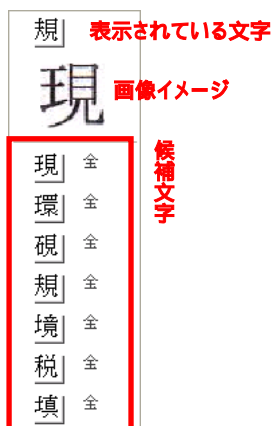 規 表示されている文字
現 画像イメージ
候補文字
現 全
環 全
硯 全
規 全
境 全
税 全
填 全